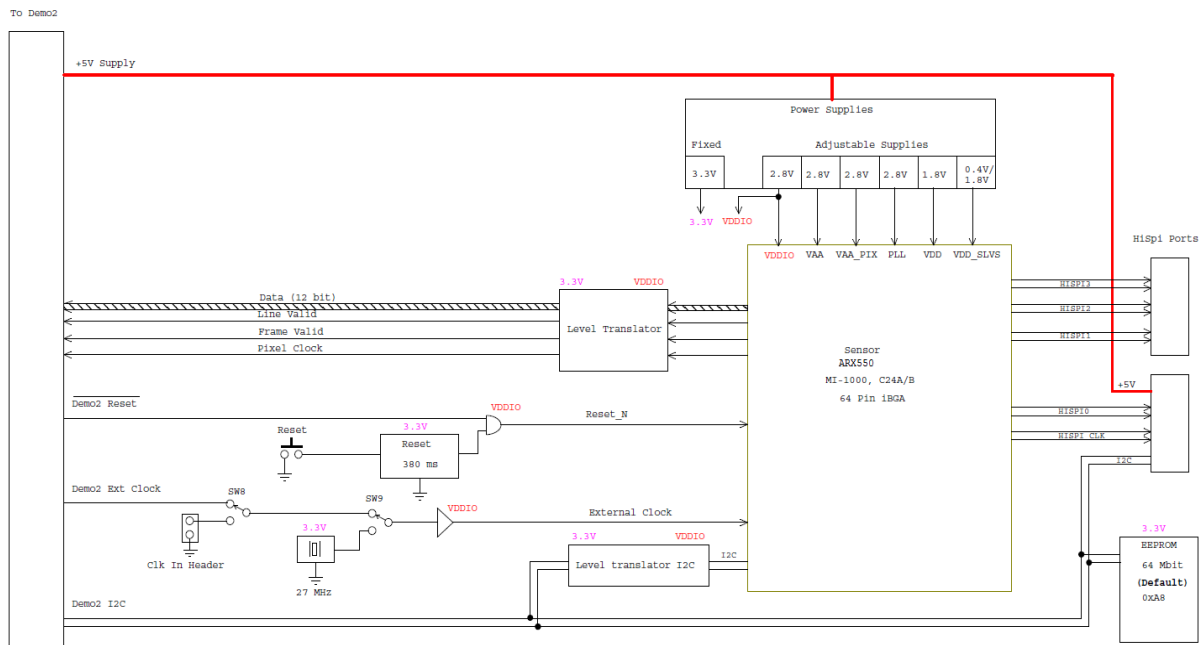 To Demo2
+5V Supply
Power Supplies
Fixed
Adjustable Supplies
3.3V
2.8V
2.8V
2.8V
2.8V
1.8V
0.4V/
1.8V
3.3V
VDDIO
VDDIO
VAA
VAA_PIX
PLL
VDD
VDD_SLVS
HiSpi Ports
HISPI3
HISPI2
HISPI1
3.3V
VDDIO
Data (12 bit)
Line Valid
Frame Valid
Pixel Clock
Level Translator
Sensor
ARX550
MI-1000, C24A/B
64 Pin iBGA
+5V
HISPI0
HISPI CLK
I2C
Demo2 Reset
VDDIO
Reset_N
Reset
3.3V
Reset
380 ms
Demo2 Ext Clock
SW8
SW9
VDDIO
External Clock
Clk In Header
3.3V
27 MHz
3.3V
VDDIO
Level translator I2C
I2C
3.3V
EEPROM
64 Mbit
(Default)
0xA8
Demo2 I2C